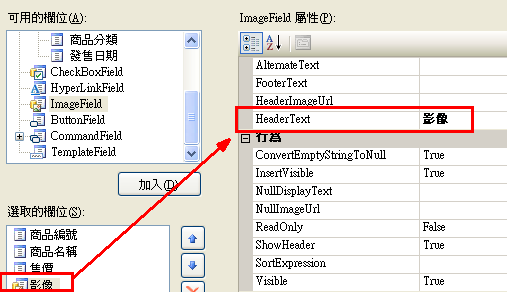 可用的欄位(A):
商品分類
發售日期
CheckBoxField
HyperLinkField
ImageField
ButtonField
CommandField
TemplateField
加入(D)
選取的欄位(S):
商品編號
商品名稱
售價
影像
ImageField 屬性(P):
AlternateText
FooterText
HeaderImageUrl
HeaderText 影像
行為
ConvertEmptyStringToNull True
InsertVisible True
NullDisplayText
NullImageUrl
ReadOnly False
ShowHeader True
SortExpression
Visible True